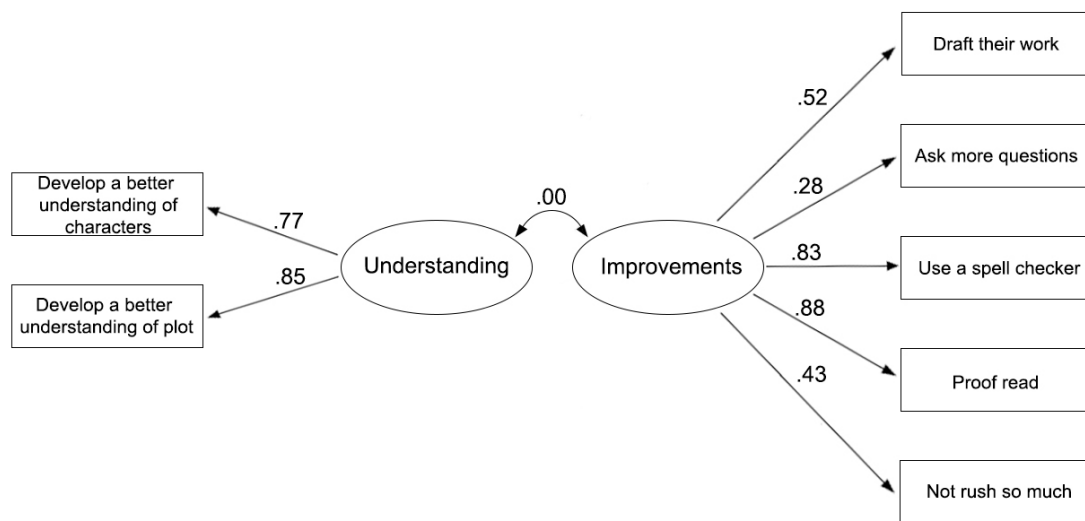 Draft their work
.52
Ask more questions
.28
Develop a better
understanding of
characters
.77
.00
Understanding
Improvements
.83
Use a spell checker
.85
Develop a better
understanding of plot
.88
Proof read
.43
Not rush so much